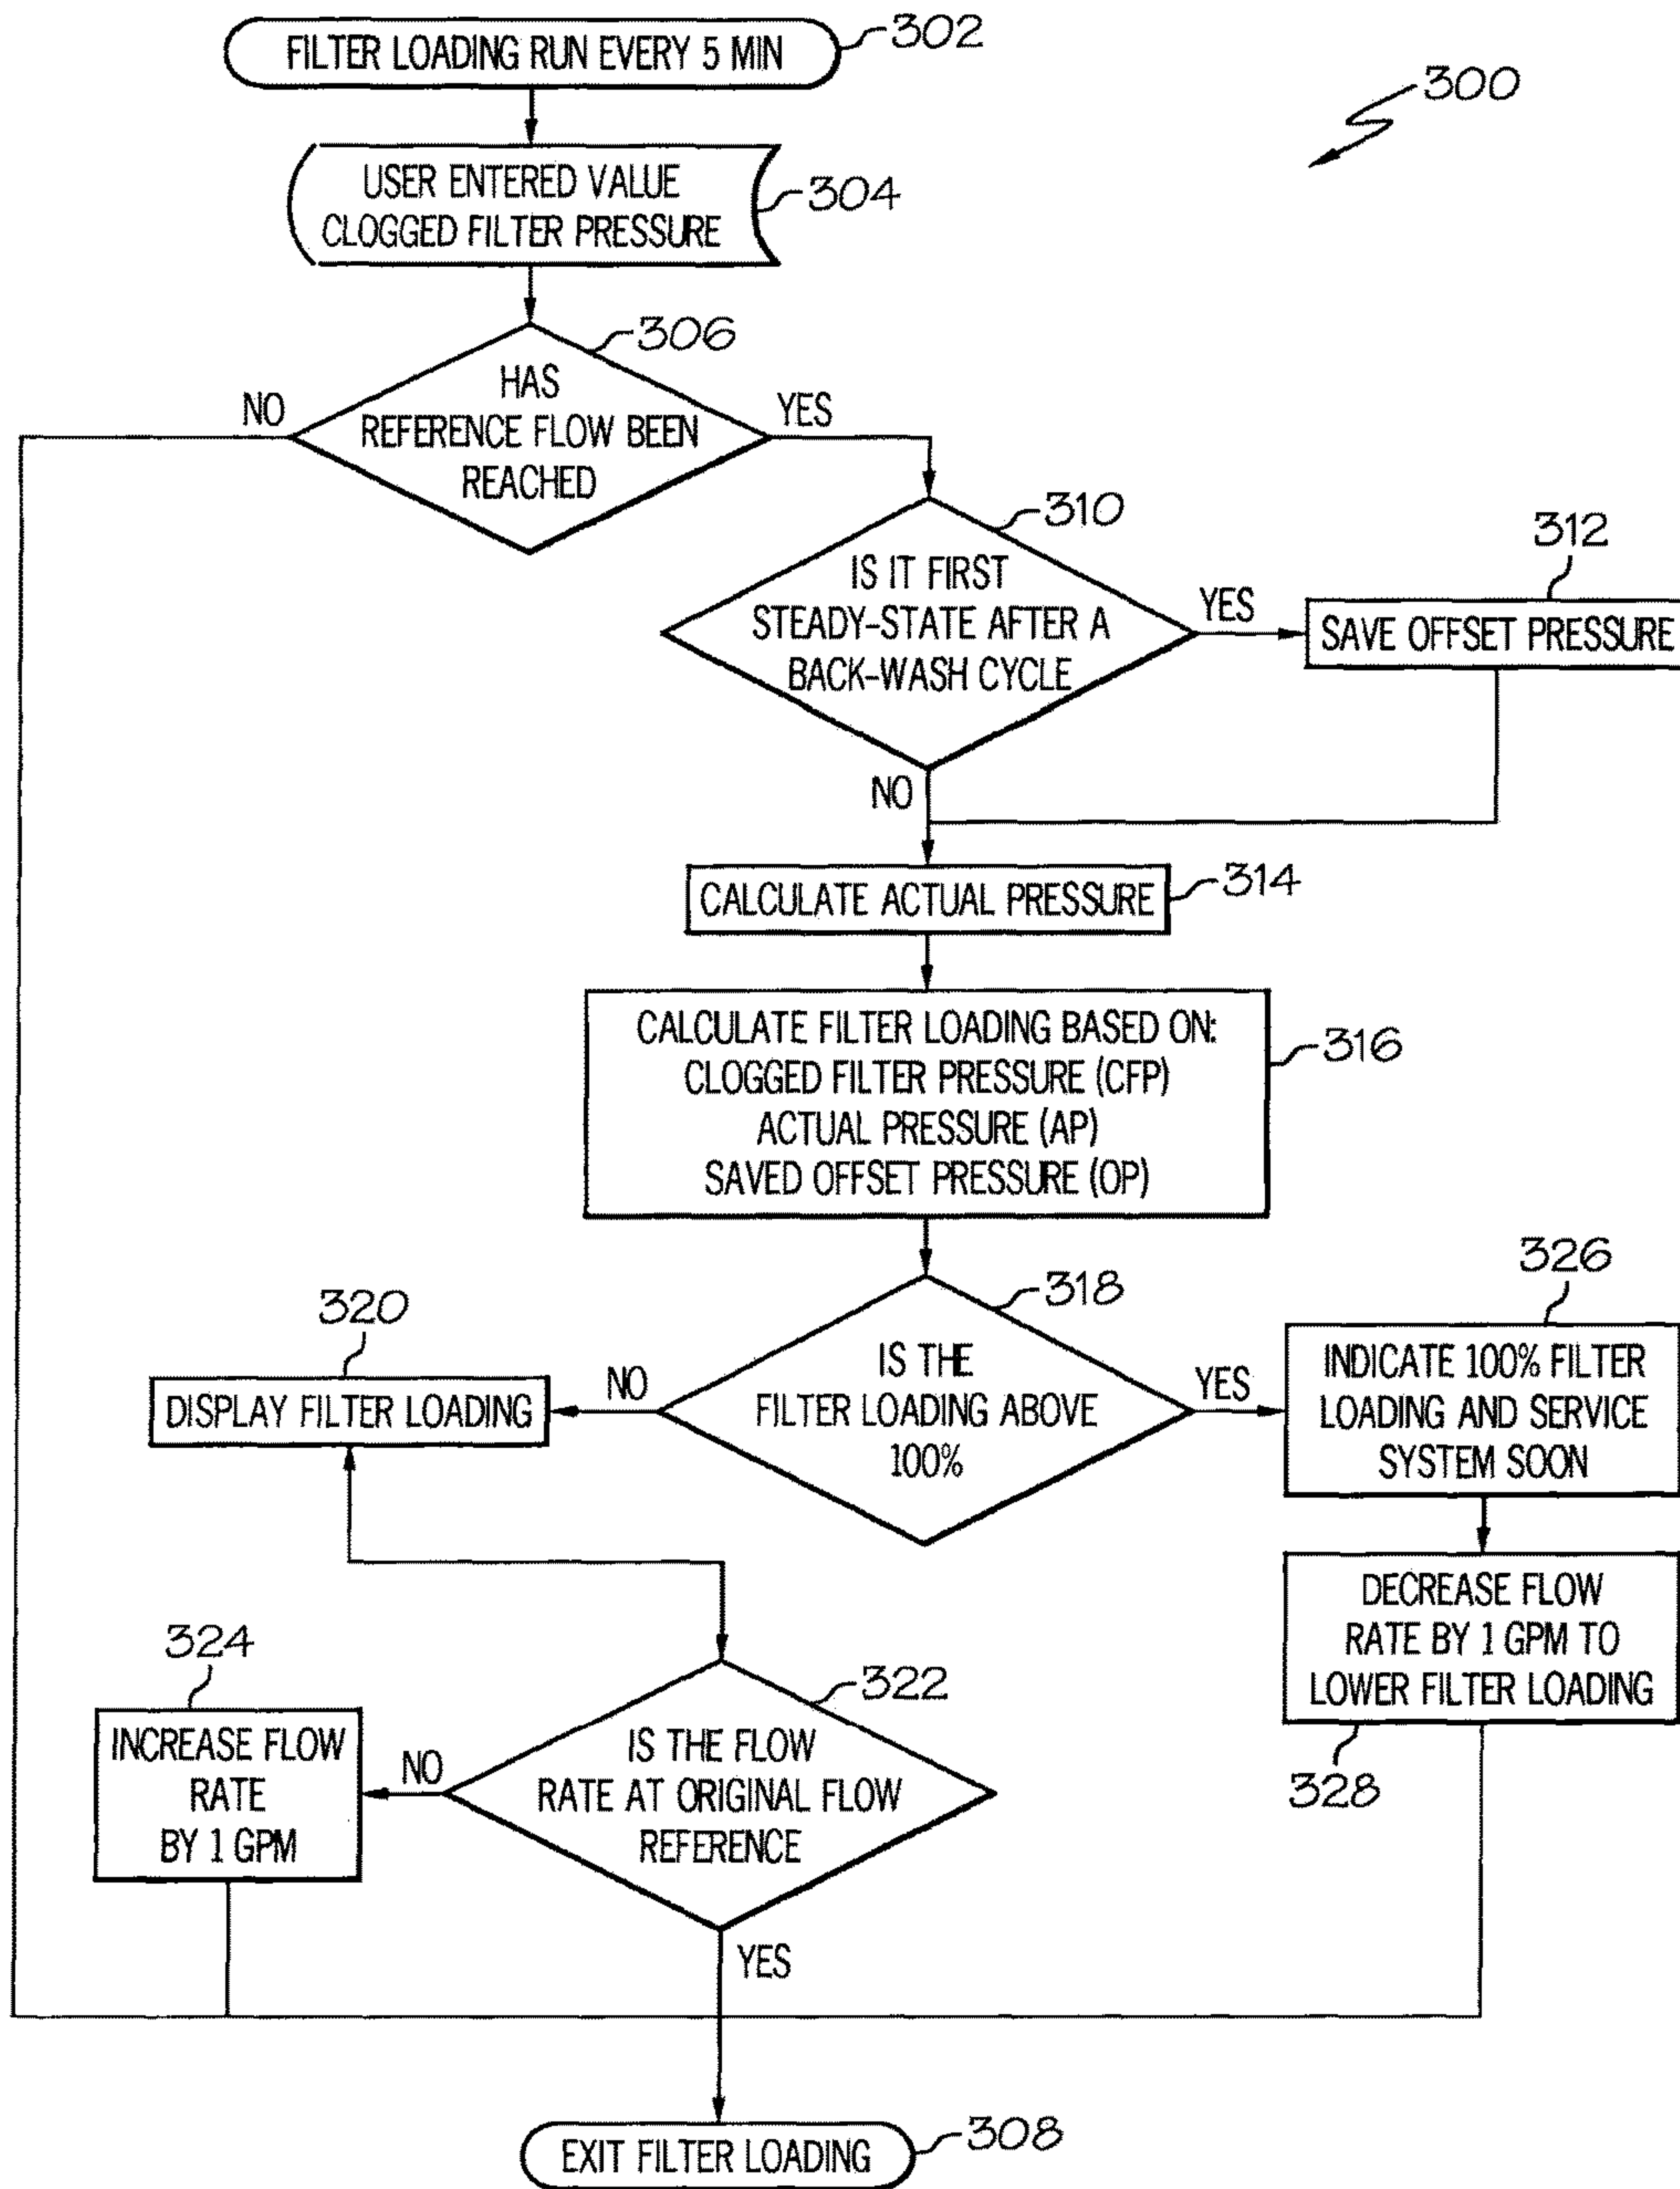 FILTER LOADING RUN EVERY 5 MIN
302
300
USER ENTERED VALUE
CLOGGED FILTER PRESSURE
304
306
HAS
REFERENCE FLOW BEEN
REACHED
NO
YES
310
IS IT FIRST
STEADY-STATE AFTER A
BACK-WASH CYCLE
YES
NO
312
SAVE OFFSET PRESSURE
CALCULATE ACTUAL PRESSURE
314
CALCULATE FILTER LOADING BASED ON:
CLOGGED FILTER PRESSURE (CFP)
ACTUAL PRESSURE (AP)
SAVED OFFSET PRESSURE (OP)
316
318
IS THE
FILTER LOADING ABOVE
100%
NO
YES
320
DISPLAY FILTER LOADING
326
INDICATE 100% FILTER
LOADING AND SERVICE
SYSTEM SOON
DECREASE FLOW
RATE BY 1 GPM TO
LOWER FILTER LOADING
328
322
IS THE FLOW
RATE AT ORIGINAL FLOW
REFERENCE
NO
YES
324
INCREASE FLOW
RATE
BY 1 GPM
EXIT FILTER LOADING
308